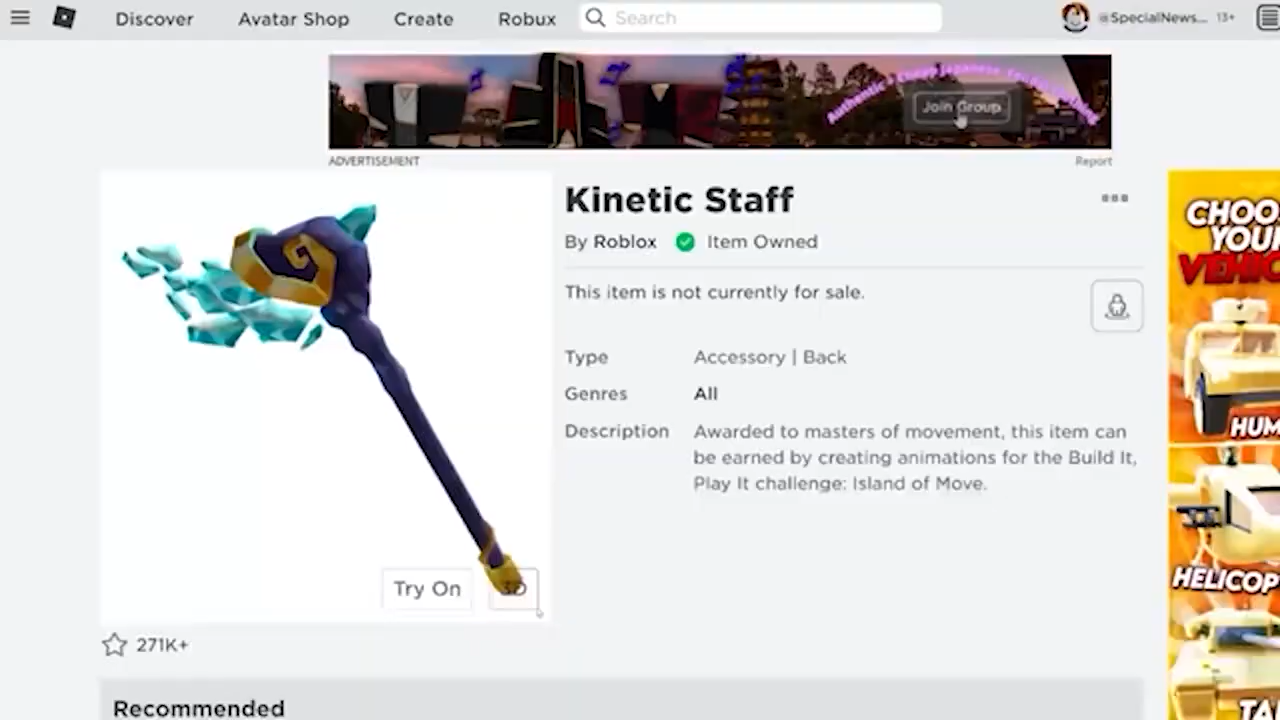 Discover
Avatar Shop
Create
Robux
Search
@SpecialNews... 13+
Join Group
ADVERTISEMENT
Report
Kinetic Staff
By Roblox
Item Owned
This item is not currently for sale.
Type
Accessory | Back
Genres
All
Description
Awarded to masters of movement, this item can
be earned by creating animations for the Build It,
Play It challenge: Island of Move.
Try On
3D
271K+
Recommended
CHOO
YOU
VEHIC
HUM
HELICOP
TA